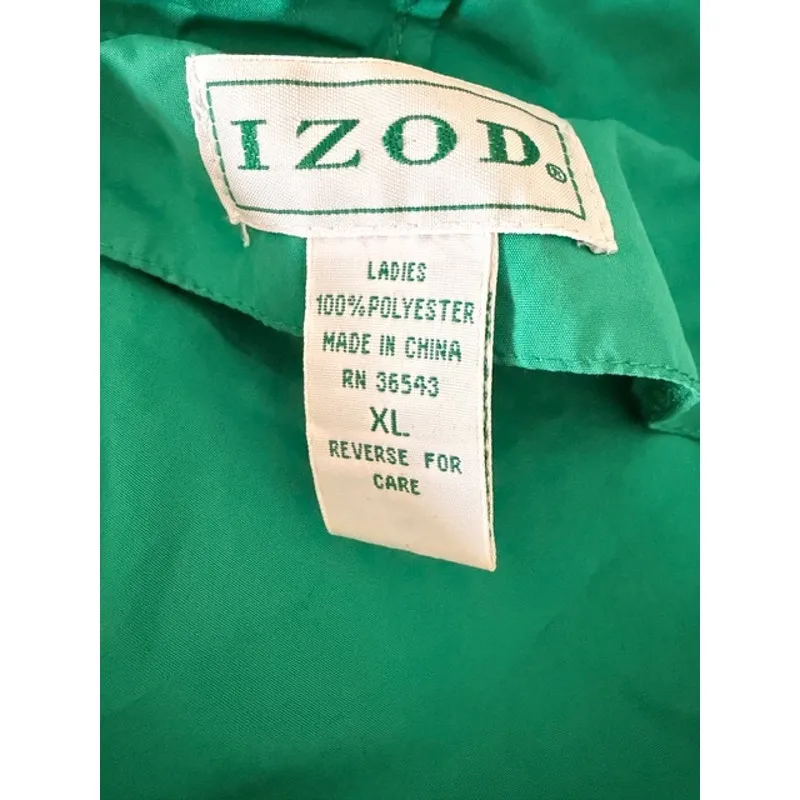 IZOD®
LADIES
100%POLYESTER
MADE IN CHINA
RN 36543
XL
REVERSE FOR
CARE